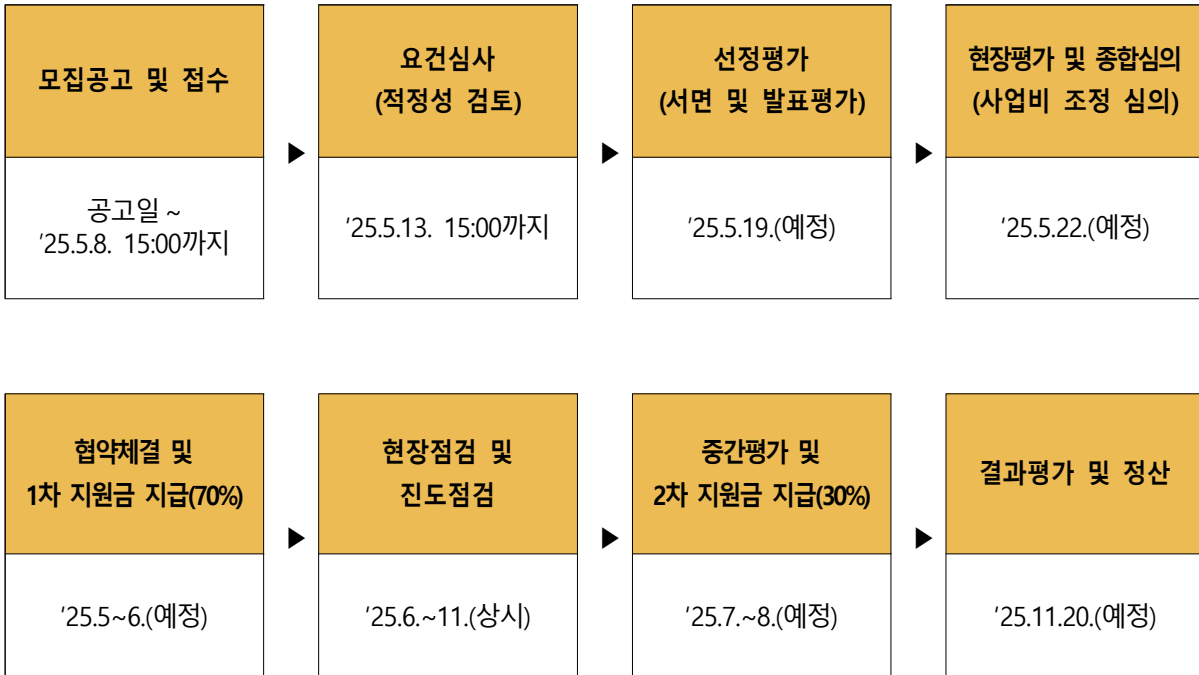 모집공고 및 접수
요건심사
(적정성 검토)
선정평가
(서면 및 발표평가)
현장평가 및 종합심의
(사업비 조정 심의)
공고일 ~
'25.5.8. 15:00까지
▶
'25.5.13. 15:00까지
▶
'25.5.19.(예정)
▶
'25.5.22.(예정)
협약체결 및
1차 지원금 지급(70%)
현장점검 및
진도점검
중간평가 및
2차 지원금 지급(30%)
결과평가 및 정산
'25.5~6.(예정)
▶
'25.6.~11.(상시)
▶
'25.7.~8.(예정)
▶
'25.11.20.(예정)